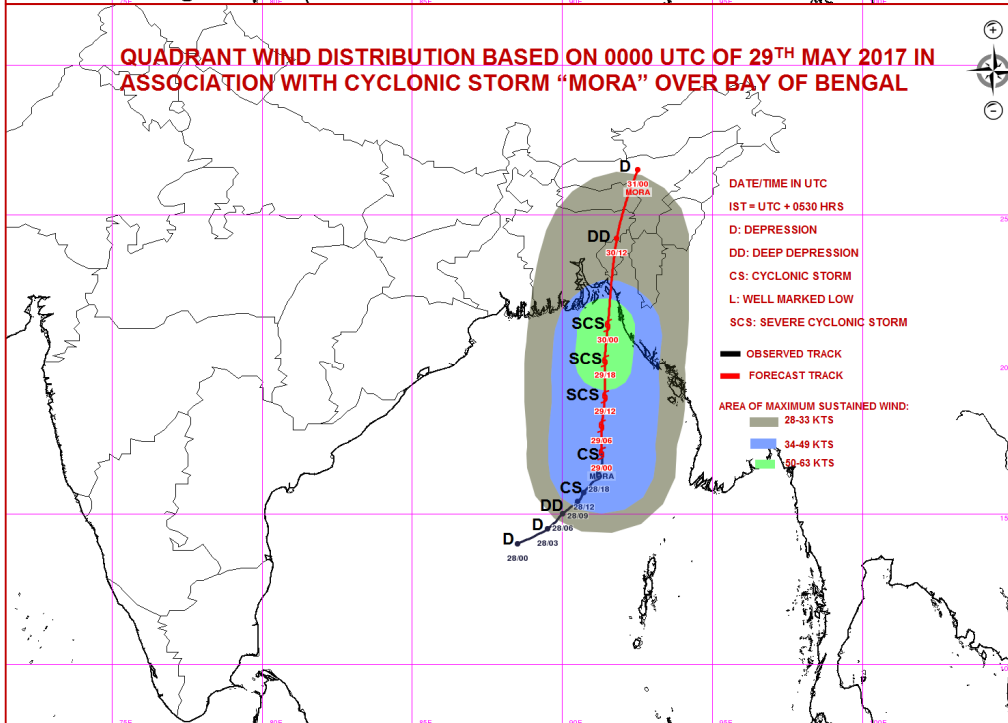 QUADRANT WIND DISTRIBUTION BASED ON 0000 UTC OF 29TH MAY 2017 IN
ASSOCIATION WITH CYCLONIC STORM “MORA” OVER BAY OF BENGAL
D
31/00
MORA
DD
30/12
SCS
30/00
SCS
29/18
SCS
29/12
29/06
CS
29/00
MORA
28/18
CS
28/12
DD
28/09
28/06
D
28/03
D
28/00
DATE/TIME IN UTC
IST = UTC + 0530 HRS
D: DEPRESSION
DD: DEEP DEPRESSION
CS: CYCLONIC STORM
L: WELL MARKED LOW
SCS: SEVERE CYCLONIC STORM
OBSERVED TRACK
FORECAST TRACK
AREA OF MAXIMUM SUSTAINED WIND:
28-33 KTS
34-49 KTS
50-63 KTS